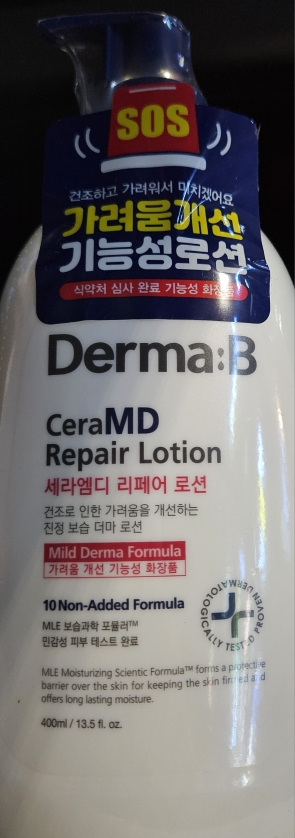 SOS
건조하고 가려워서 미치겠어요
가려움개선
기능성로션
식약처 심사 완료 기능성 화장품!
Derma:B
CeraMD
Repair Lotion
세라엠디 리페어 로션
건조로 인한 가려움을 개선하는
진정 보습 더마 로션
Mild Derma Formula
가려움 개선 기능성 화장품
10 Non-Added Formula
MLE 보습과학 포뮬러™
민감성 피부 테스트 완료
DERMATOLOGICALLY TESTED PROVEN
MLE Moisturizing Scientic Formula™ forms a protective
barrier over the skin for keeping the skin firmed and
offers long lasting moisture.
400ml / 13.5 fl. oz.